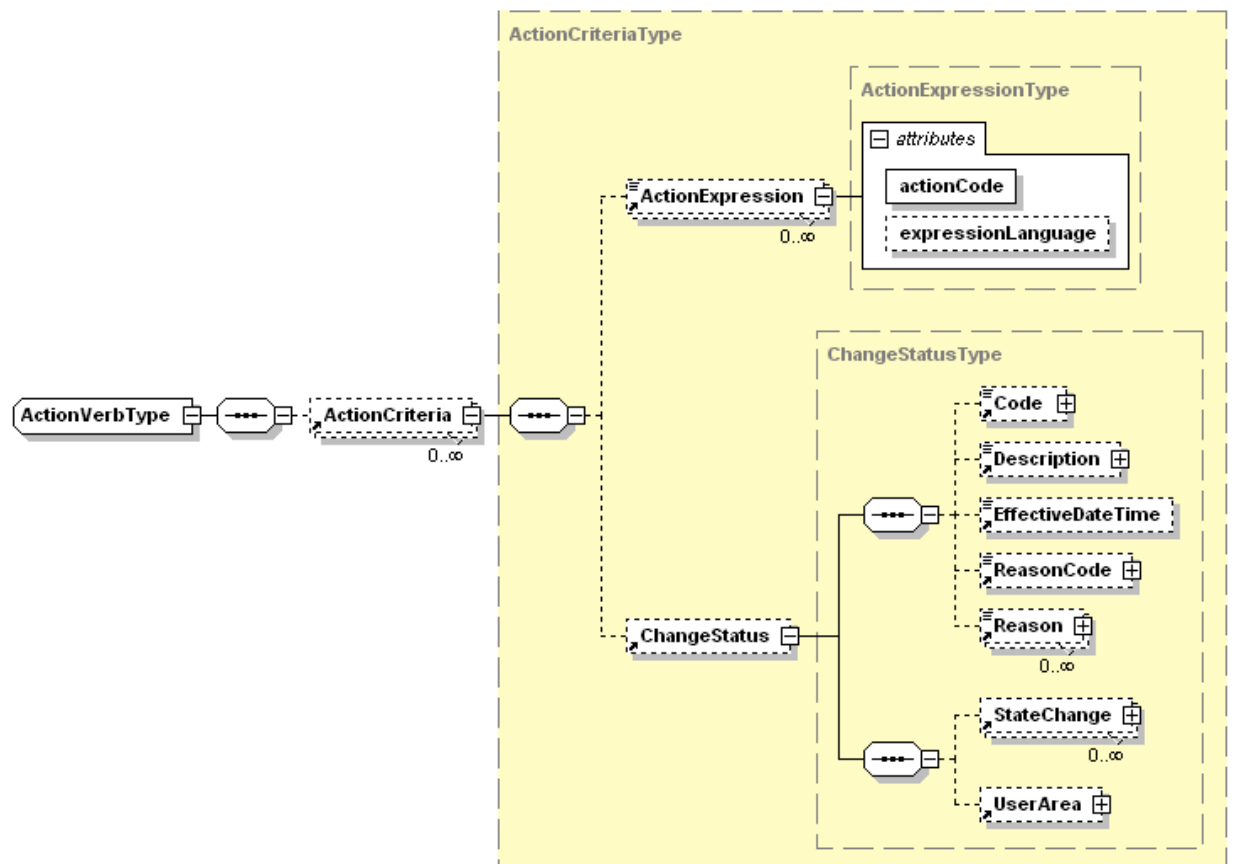 ActionCriteriaType
ActionExpressionType
attributes
actionCode
ActionExpression
expressionLanguage
0..∞
ChangeStatusType
Code
ActionVerbType
ActionCriteria
0..∞
Description
EffectiveDateTime
ReasonCode
Reason
ChangeStatus
0..∞
StateChange
0..∞
UserArea